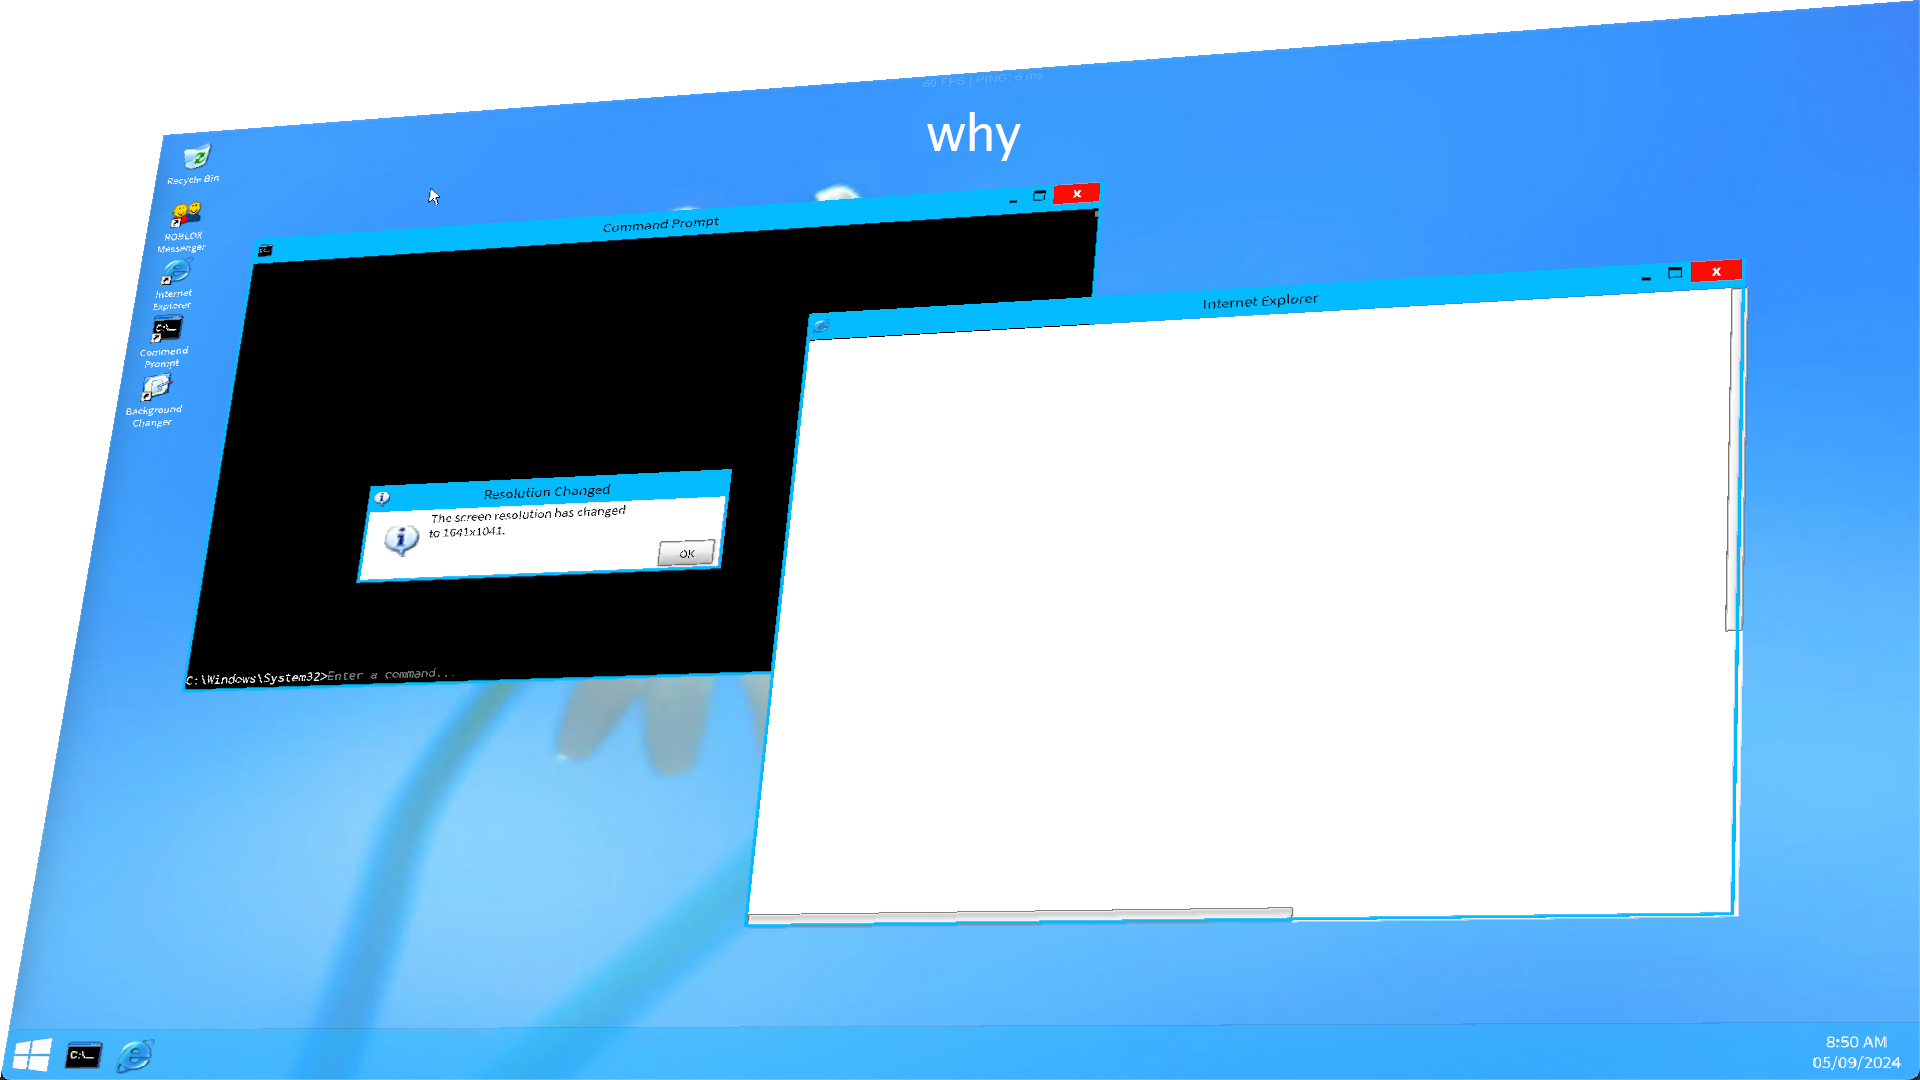 60 FPS | PING: 6 ms
why
Recycle Bin
ROBLOX
Messenger
Internet
Explorer
Command
Prompt
Background
Changer
Command Prompt
Internet Explorer
Resolution Changed
The screen resolution has changed
to 1641x1041.
OK
C:\Windows\System32>Enter a command...
8:50 AM
05/09/2024